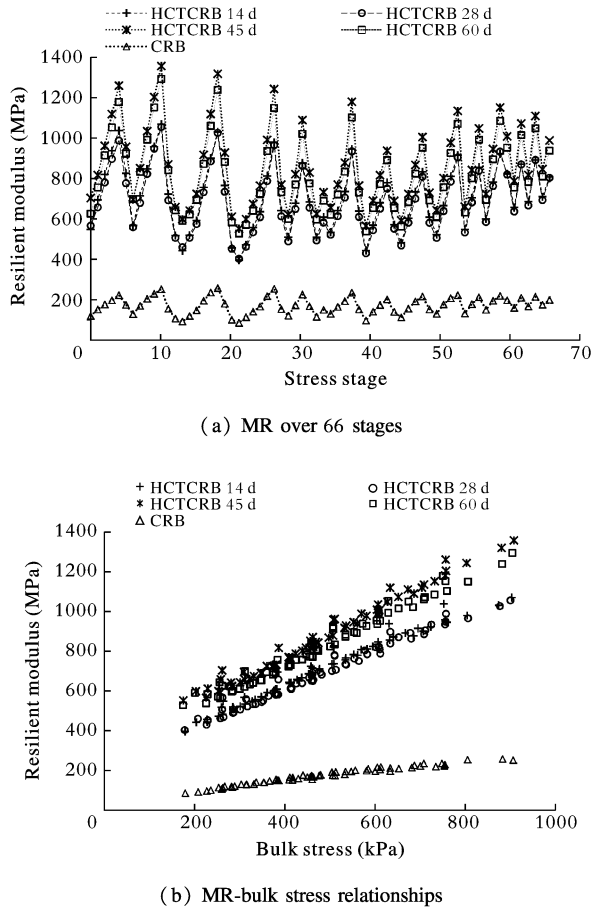 HCTCRB 14 d HCTCRB 28 d
HCTCRB 45 d HCTCRB 60 d
CRB
Resilient modulus (MPa)
1400
1200
1000
800
600
400
200
0 10 20 30 40 50 60 70
Stress stage
(a) MR over 66 stages
HCTCRB 14 d HCTCRB 28 d
HCTCRB 45 d HCTCRB 60 d
CRB
Resilient modulus (MPa)
1400
1200
1000
800
600
400
200
0 200 400 600 800 1000
Bulk stress (kPa)
(b) MR-bulk stress relationships